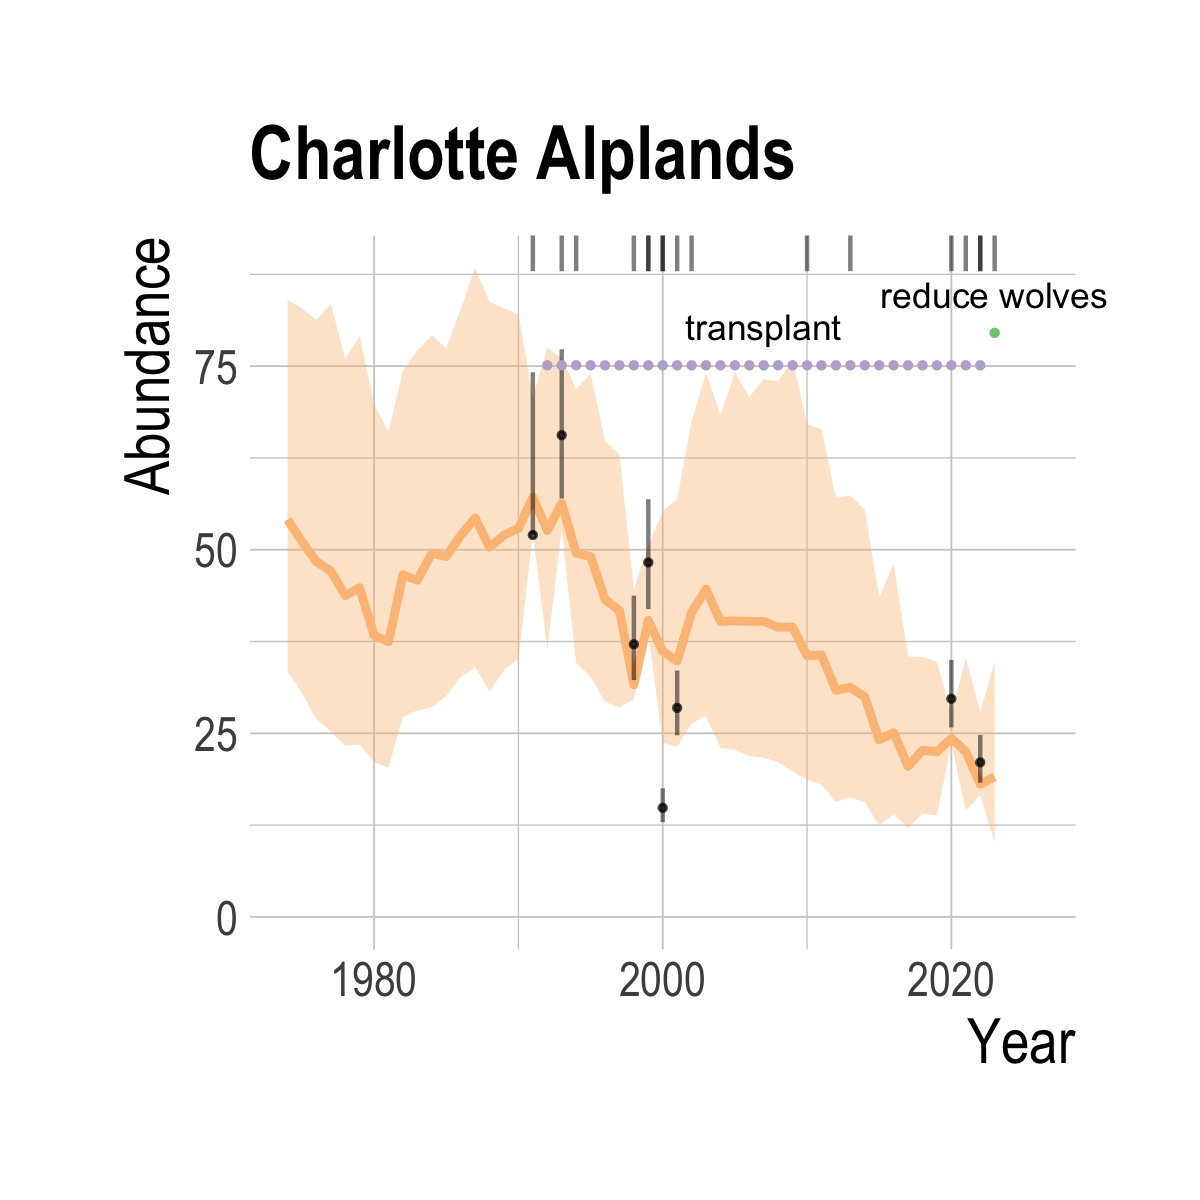 Charlotte Alplands
Abundance
reduce wolves
transplant
75
50
25
0
1980 2000 2020
Year